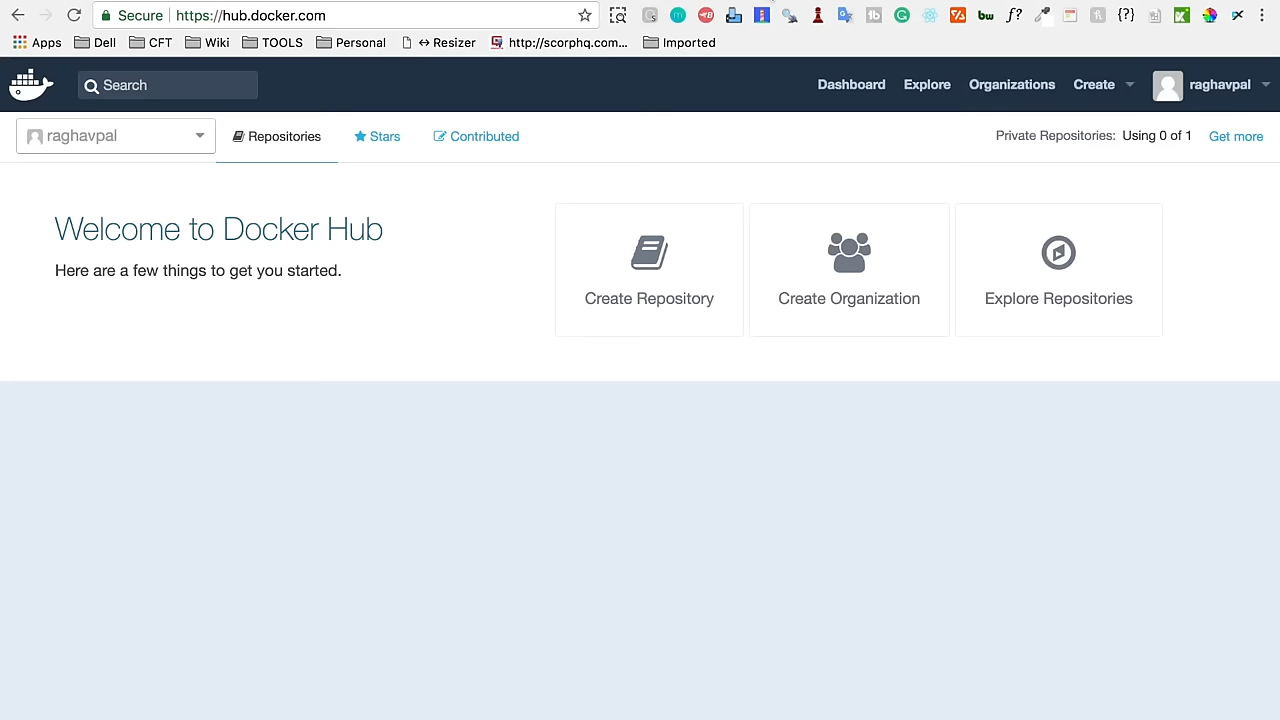 Secure https://hub.docker.com
Apps Dell CFT Wiki TOOLS Personal ↔ Resizer http://scorphq.com... Imported
Search Dashboard Explore Organizations Create raghavpal
raghavpal Repositories Stars Contributed Private Repositories: Using 0 of 1 Get more
Welcome to Docker Hub
Here are a few things to get you started.
Create Repository Create Organization Explore Repositories